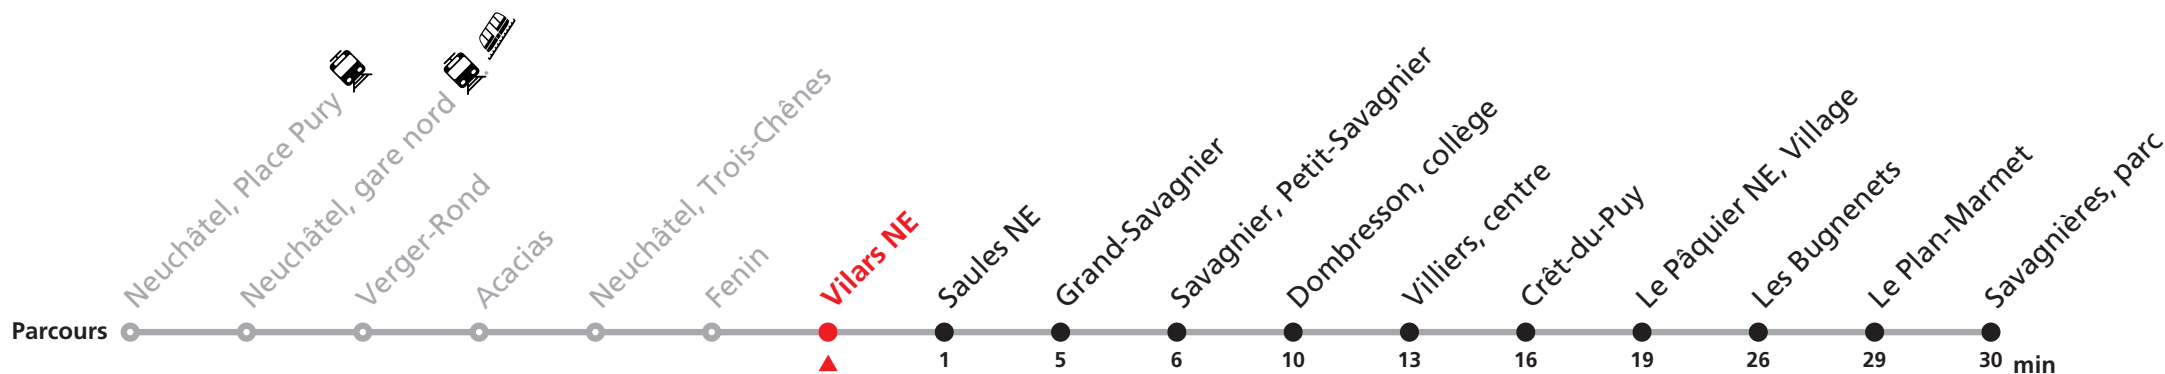 Neuchâtel, Place Pury
Neuchâtel, gare nord
Verger-Rond
Acacias
Neuchâtel, Trois-Chênes
Fenin
Vilars NE
Saules NE
Grand-Savagnier
Savagnier, Petit-Savagnier
Dombresson, collège
Villiers, centre
Crêt-du-Puy
Le Pâquier NE, Village
Les Bugnenets
Le Plan-Marmet
Savagnières, parc
Parcours
1 5 6 10 13 16 19 26 29 30 min